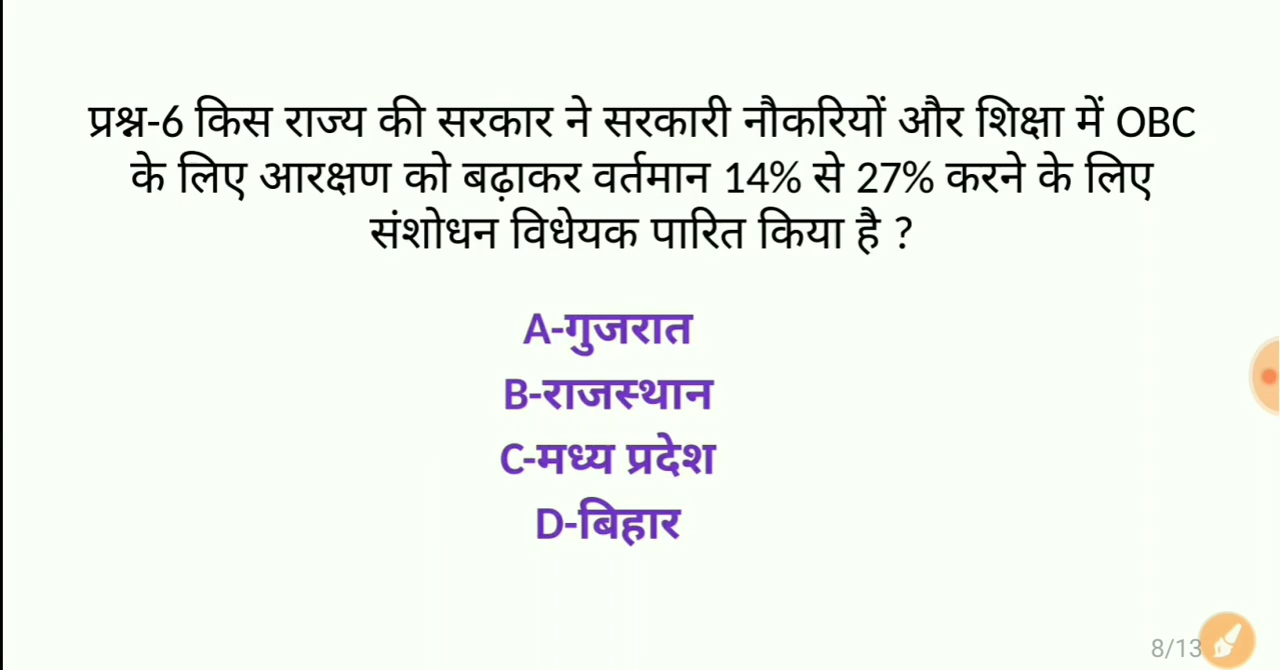 प्रश्न-6 किस राज्य की सरकार ने सरकारी नौकरियों और शिक्षा में OBC
के लिए आरक्षण को बढ़ाकर वर्तमान 14% से 27% करने के लिए
संशोधन विधेयक पारित किया है ?
A-गुजरात
B-राजस्थान
C-मध्य प्रदेश
D-बिहार
8/13